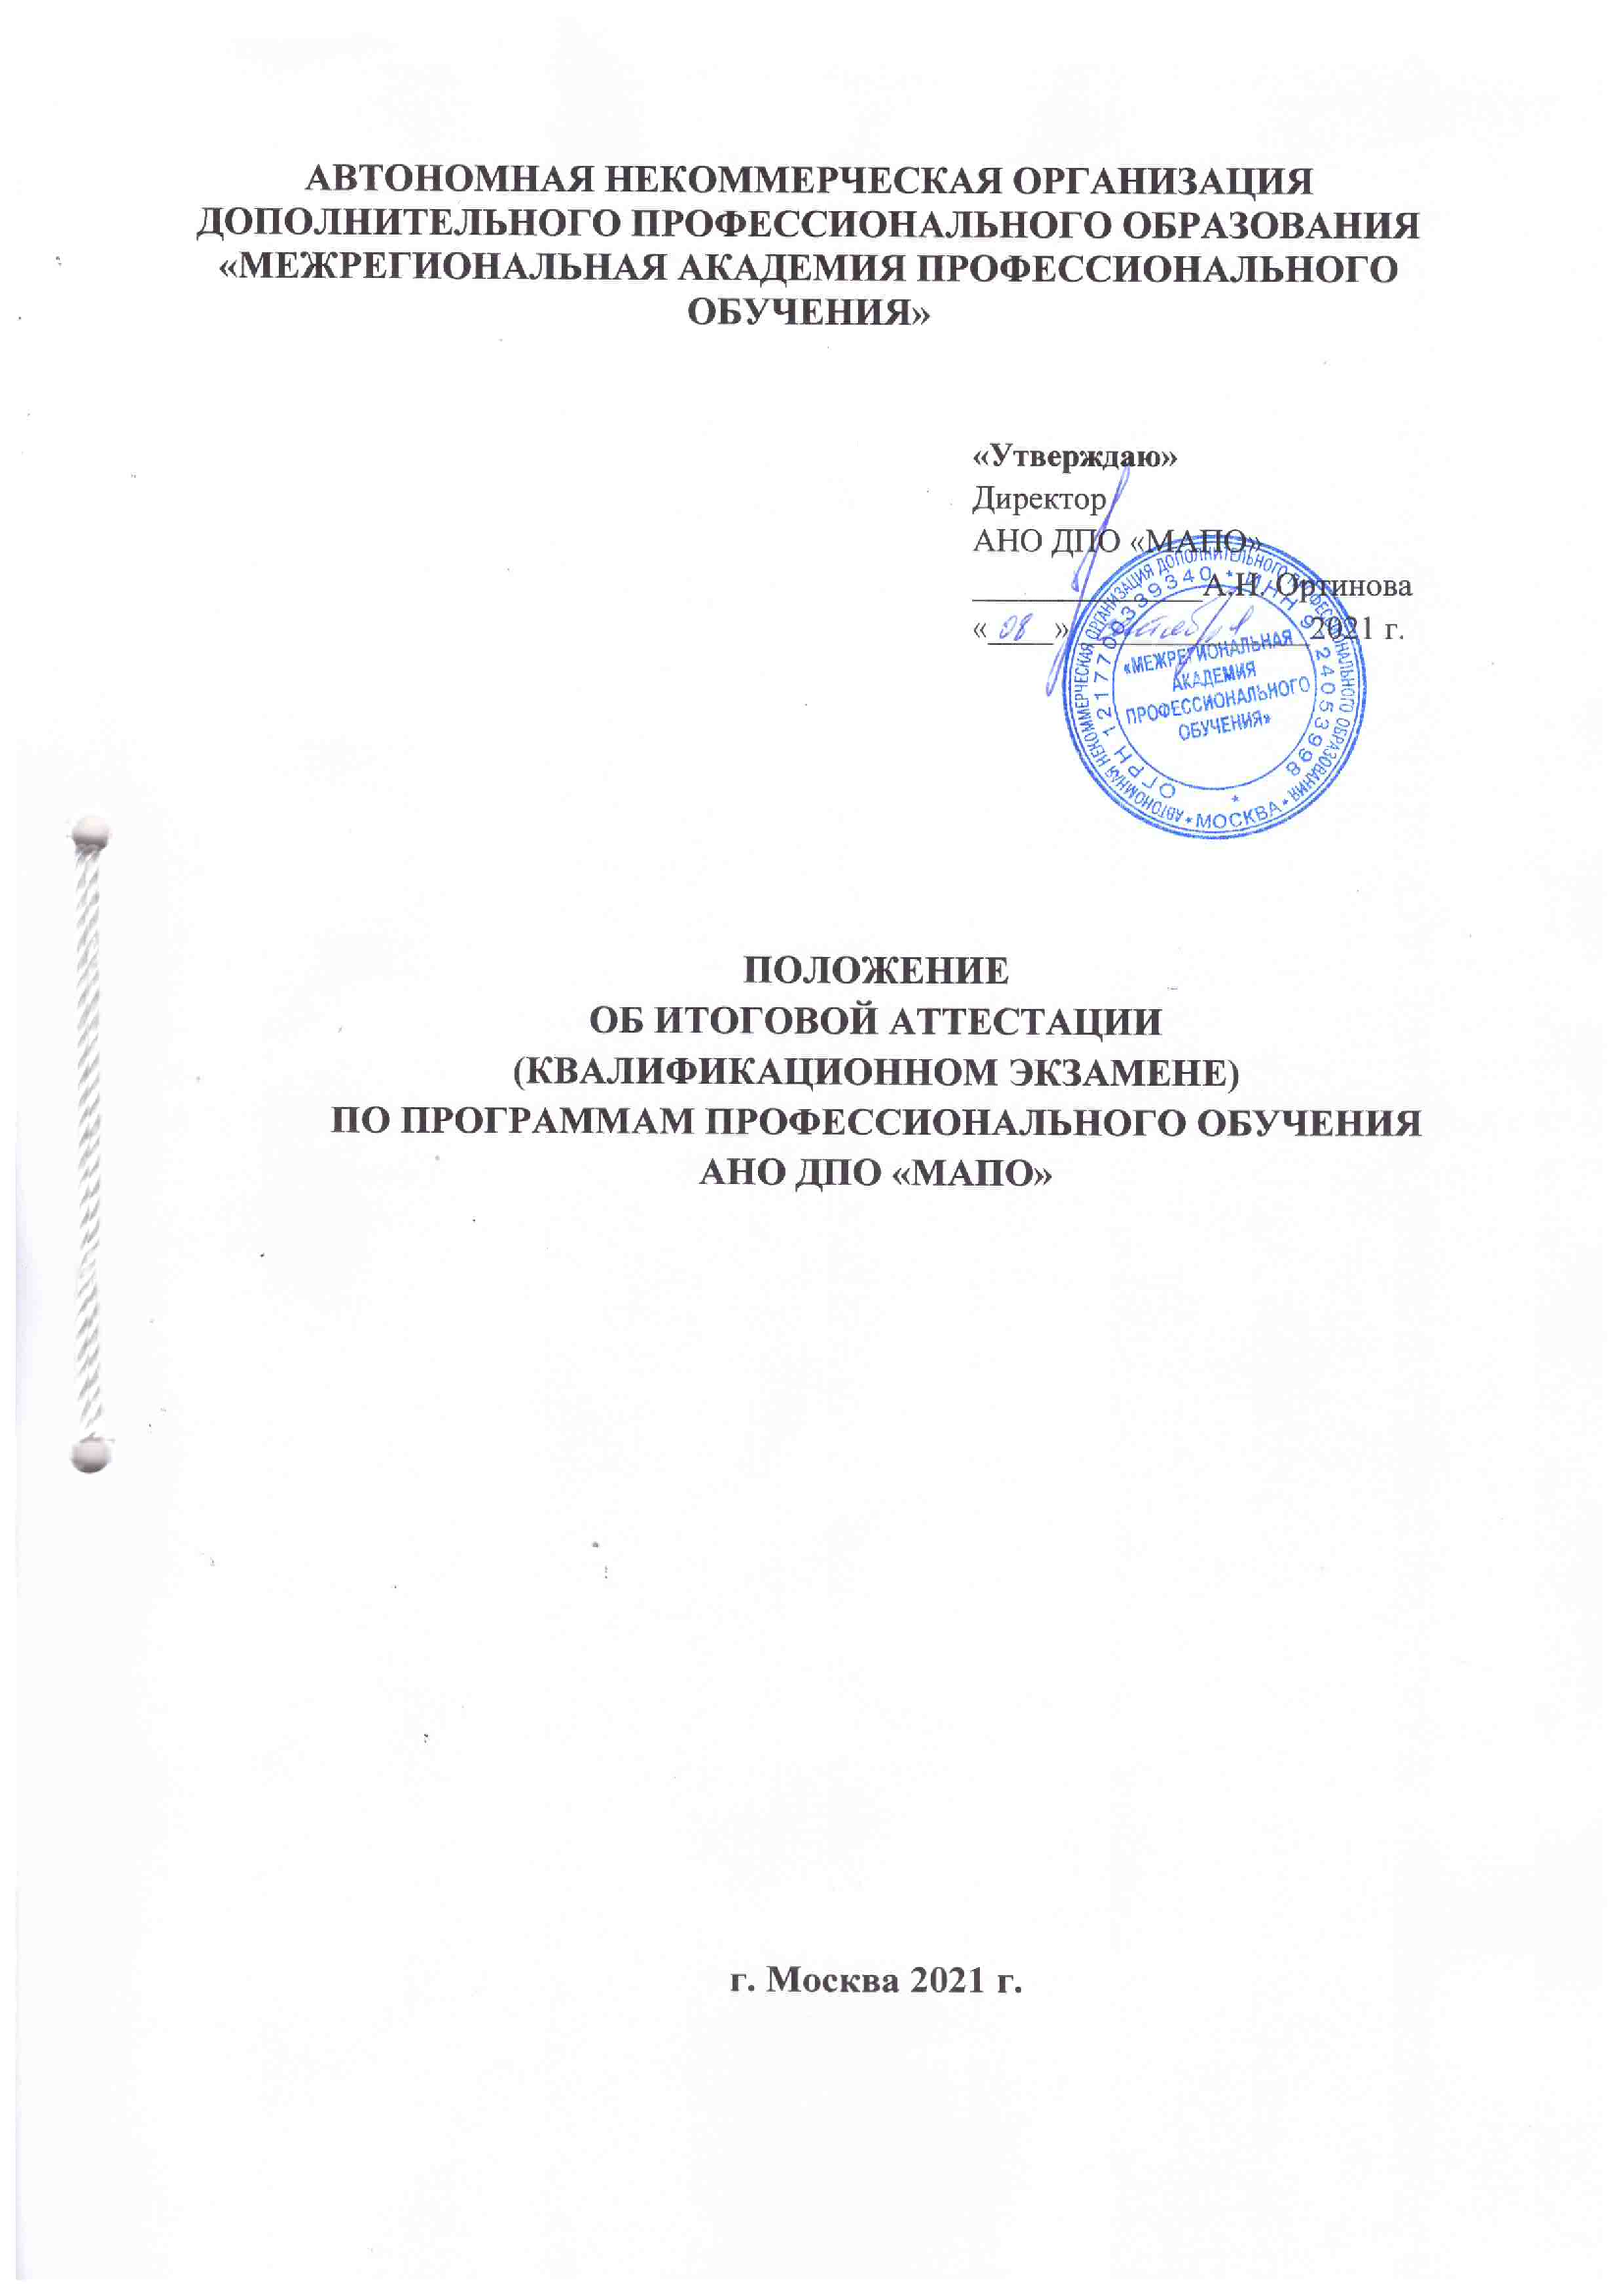 АВТОНОМНАЯ НЕКОММЕРЧЕСКАЯ ОРГАНИЗАЦИЯ
ДОПОЛНИТЕЛЬНОГО ПРОФЕССИОНАЛЬНОГО ОБРАЗОВАНИЯ
«МЕЖРЕГИОНАЛЬНАЯ АКАДЕМИЯ ПРОФЕССИОНАЛЬНОГО
ОБУЧЕНИЯ»
«Утверждаю»
Директор
АНО ДПО «МАПО»
А.Н. Ортинова
«08» октября 2021 г.
АВТОНОМНАЯ НЕКОММЕРЧЕСКАЯ ОРГАНИЗАЦИЯ ДОПОЛНИТЕЛЬНОГО ПРОФЕССИОНАЛЬНОГО ОБРАЗОВАНИЯ
* МОСКВА *
ОГРН 1217700339340 * ИНН 9724053998 *
«МЕЖРЕГИОНАЛЬНАЯ
АКАДЕМИЯ
ПРОФЕССИОНАЛЬНОГО
ОБУЧЕНИЯ»
ПОЛОЖЕНИЕ
ОБ ИТОГОВОЙ АТТЕСТАЦИИ
(КВАЛИФИКАЦИОННОМ ЭКЗАМЕНЕ)
ПО ПРОГРАММАМ ПРОФЕССИОНАЛЬНОГО ОБУЧЕНИЯ
АНО ДПО «МАПО»
г. Москва 2021 г.